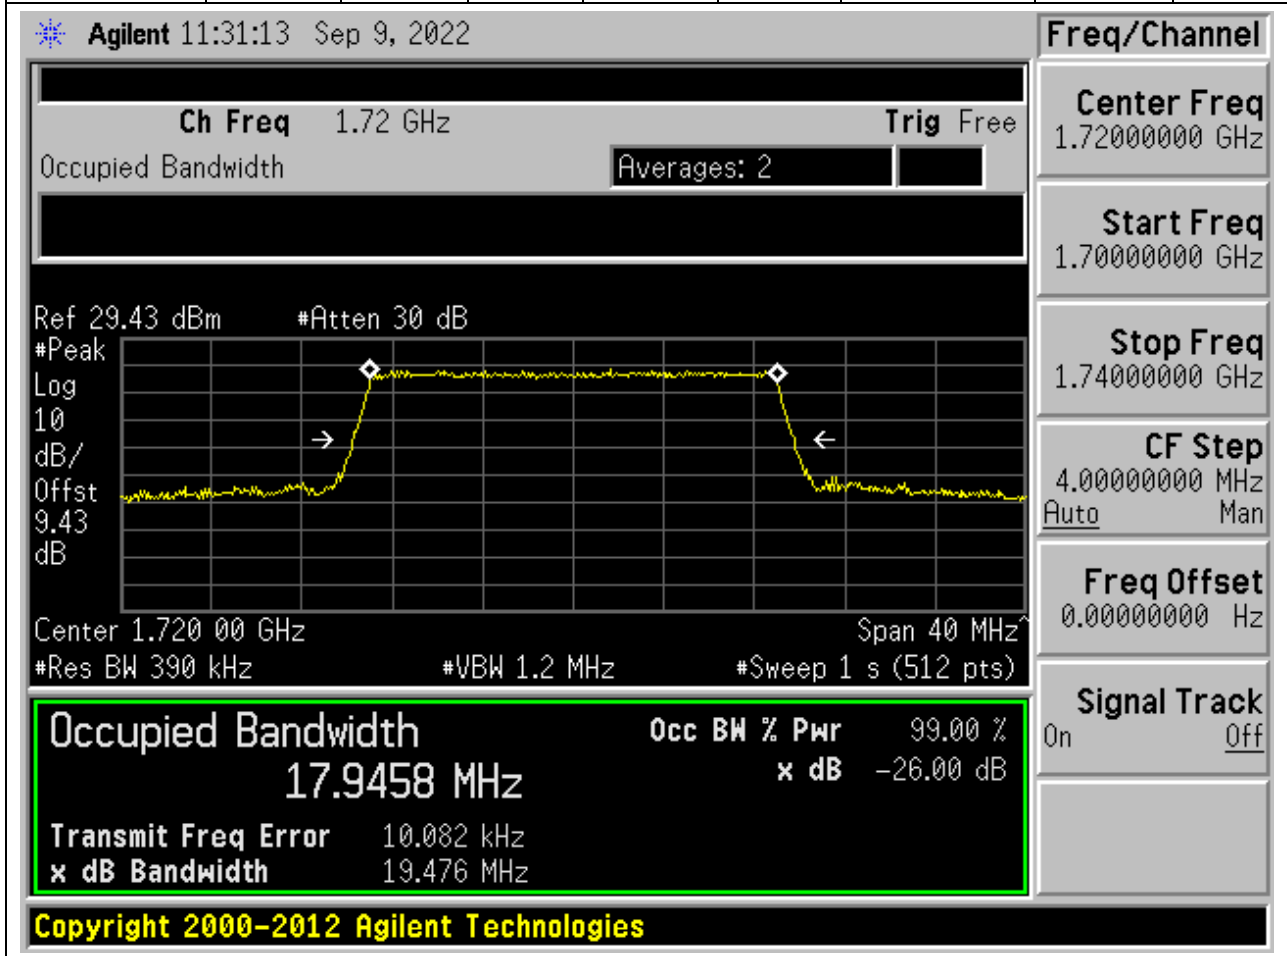 Agilent 11:31:13 Sep 9, 2022
Freq/Channel
Ch Freq 1.72 GHz Trig Free
Occupied Bandwidth Averages: 2
Center Freq
1.72000000 GHz
Start Freq
1.70000000 GHz
Stop Freq
1.74000000 GHz
CF Step
4.00000000 MHz
Auto Man
Freq Offset
0.00000000 Hz
Signal Track
On Off
Ref 29.43 dBm #Atten 30 dB
#Peak
Log
10
dB/
Offst
9.43
dB
Center 1.720 00 GHz Span 40 MHz^
#Res BW 390 kHz #VBW 1.2 MHz #Sweep 1 s (512 pts)
Occupied Bandwidth Occ BW % Pwr 99.00 %
17.9458 MHz x dB -26.00 dB
Transmit Freq Error 10.082 kHz
x dB Bandwidth 19.476 MHz
Copyright 2000-2012 Agilent Technologies